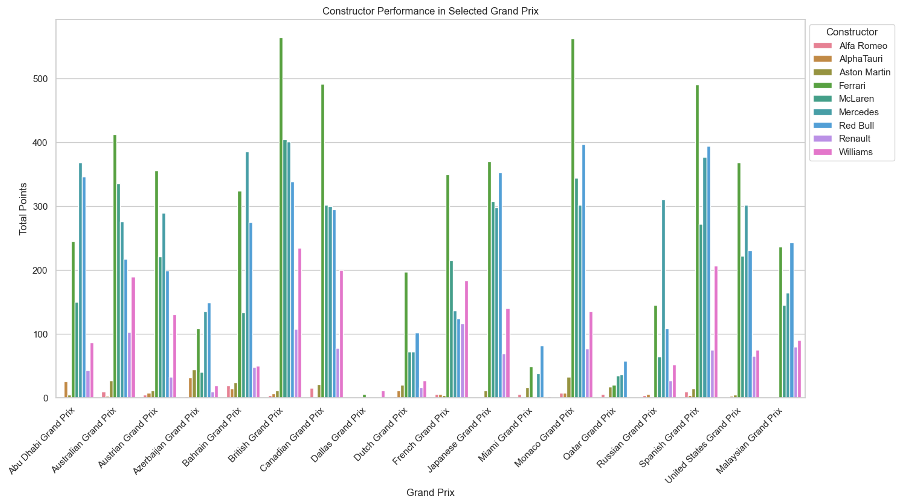 Constructor Performance in Selected Grand Prix
Constructor
Alfa Romeo
AlphaTauri
Aston Martin
Ferrari
McLaren
Mercedes
Red Bull
Renault
Williams
Total Points
500
400
300
200
100
0
Abu Dhabi Grand Prix
Australian Grand Prix
Austrian Grand Prix
Azerbaijan Grand Prix
Bahrain Grand Prix
British Grand Prix
Canadian Grand Prix
Dallas Grand Prix
Dutch Grand Prix
French Grand Prix
Japanese Grand Prix
Miami Grand Prix
Monaco Grand Prix
Qatar Grand Prix
Russian Grand Prix
Spanish Grand Prix
United States Grand Prix
Malaysian Grand Prix
Grand Prix